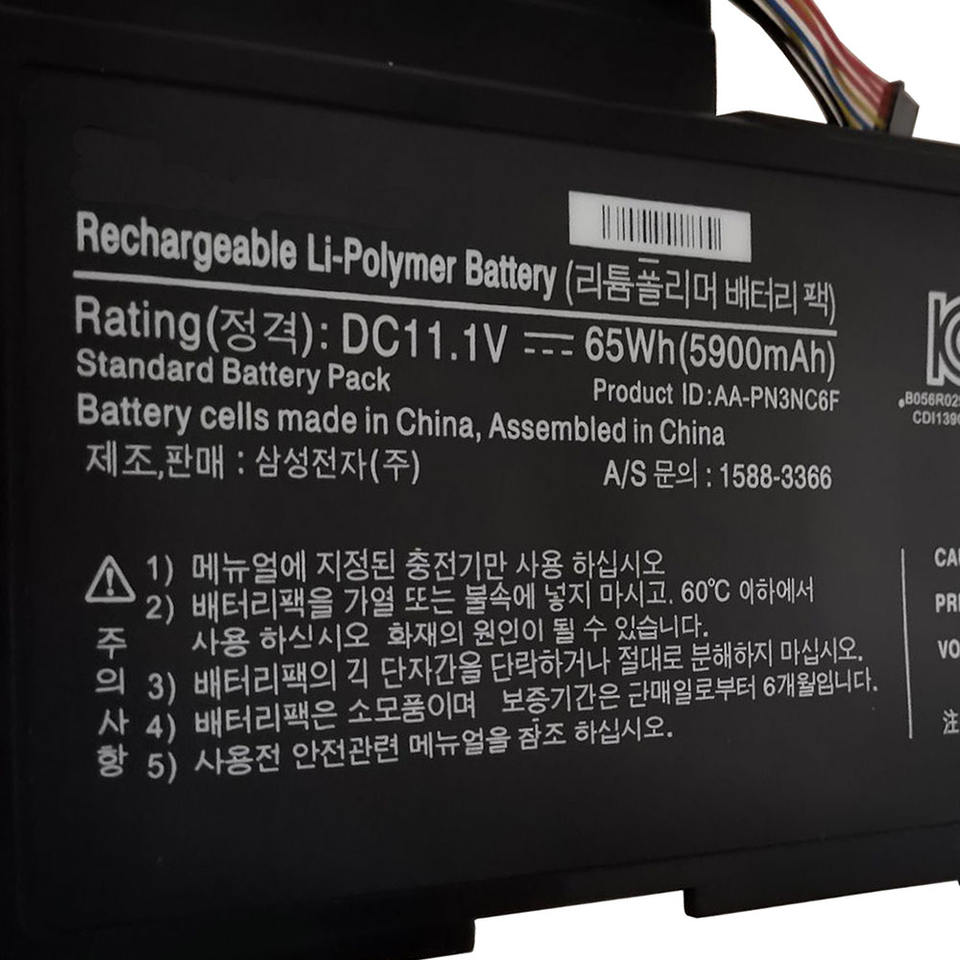 Rechargeable Li-Polymer Battery (리튬폴리머 배터리 팩)
Rating(정격): DC11.1V 65Wh(5900mAh)
Standard Battery Pack
Product ID:AA-PN3NC6F
Battery cells made in China, Assembled in China
제조,판매 : 삼성전자(주)
A/S 문의 : 1588-3366
주의사항
1) 메뉴얼에 지정된 충전기만 사용 하십시오
2) 배터리팩을 가열 또는 불속에 넣지 마시고. 60℃ 이하에서
사용 하신시오 화재의 원인이 될 수 있습니다.
3) 배터리팩의 긱 단자간을 단락하거나 절대로 분해하지 마십시오.
4) 배터리팩은 소모품이며 보증기간은 단매일로부터 6개월입니다.
5) 사용전 안전관련 메뉴얼을 잠조 하십시오.
B056R02
CDI139
CAU
PRE
VO
注